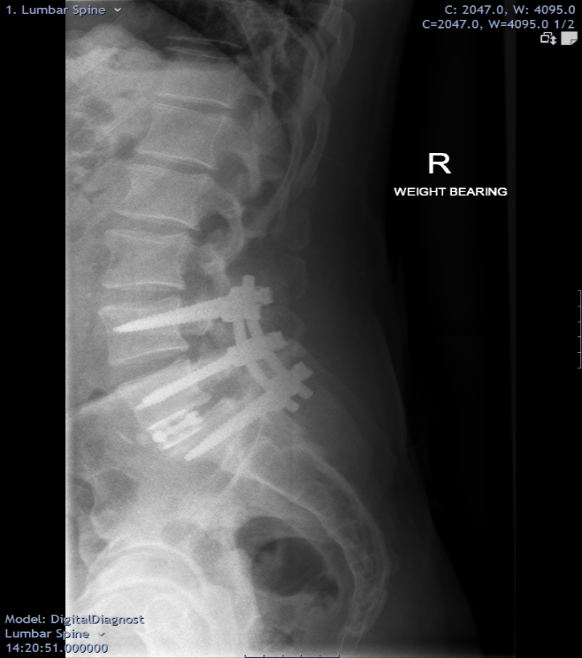 1. Lumbar Spine
C: 2047.0, W: 4095.0
C=2047.0, W=4095.0 1/2
R
WEIGHT BEARING
Model: DigitalDiagnost
Lumbar Spine
14:20:51.000000